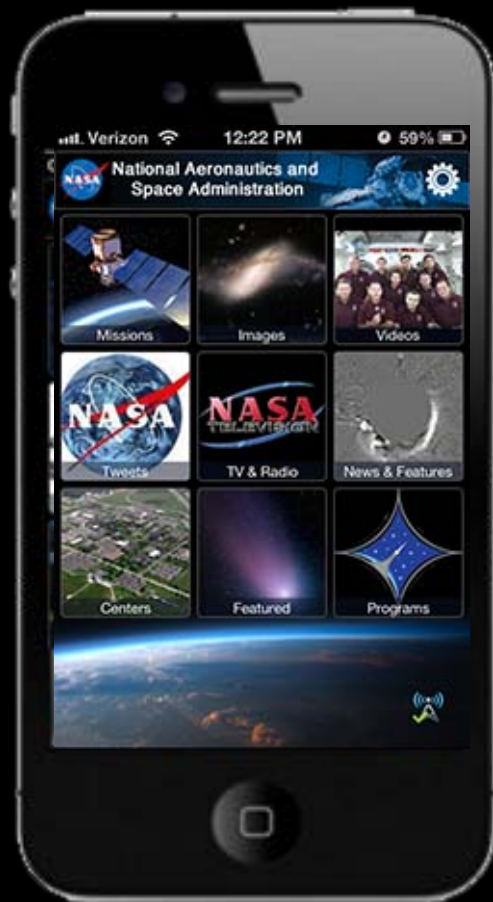 Verizon 12:22 PM 59%
NASA
National Aeronautics and
Space Administration
Missions Images Videos
NASA
NASA
TELEVISION
Tweets TV & Radio News & Features
Centers Featured Programs